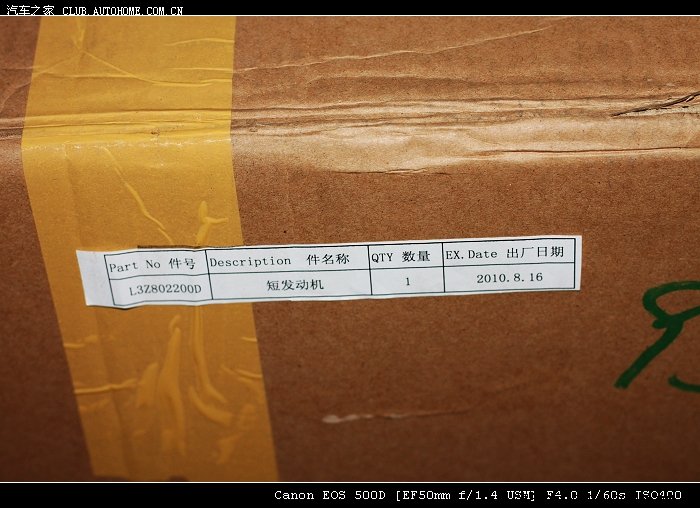 汽车之家 CLUB.AUTOHOME.COM.CN
Part No 件号 Description 件名称 QTY 数量 EX.Date 出厂日期
L3Z802200D 短发动机 1 2010.8.16
Canon EOS 500D [EF50mm f/1.4 USM] F4.0 1/60s ISO400